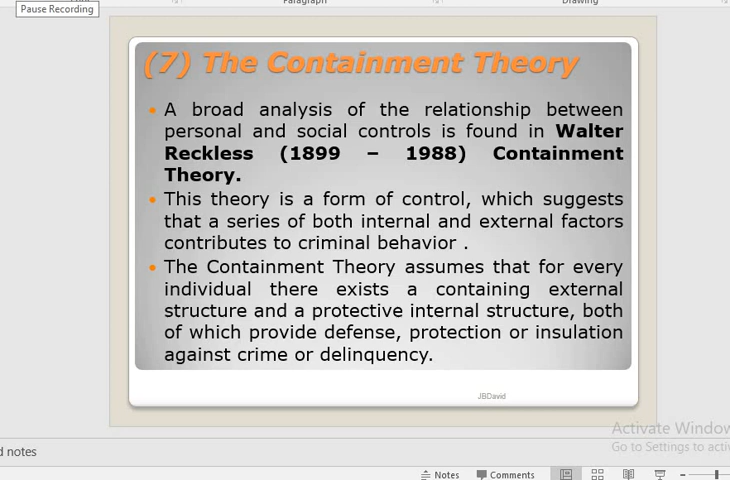 Paragraph
Drawing
Pause Recording
(7) The Containment Theory
• A broad analysis of the relationship between
personal and social controls is found in Walter
Reckless (1899 – 1988) Containment
Theory.
• This theory is a form of control, which suggests
that a series of both internal and external factors
contributes to criminal behavior .
• The Containment Theory assumes that for every
individual there exists a containing external
structure and a protective internal structure, both
of which provide defense, protection or insulation
against crime or delinquency.
JBDavid
Activate Window
Go to Settings to activ
d notes
Notes Comments